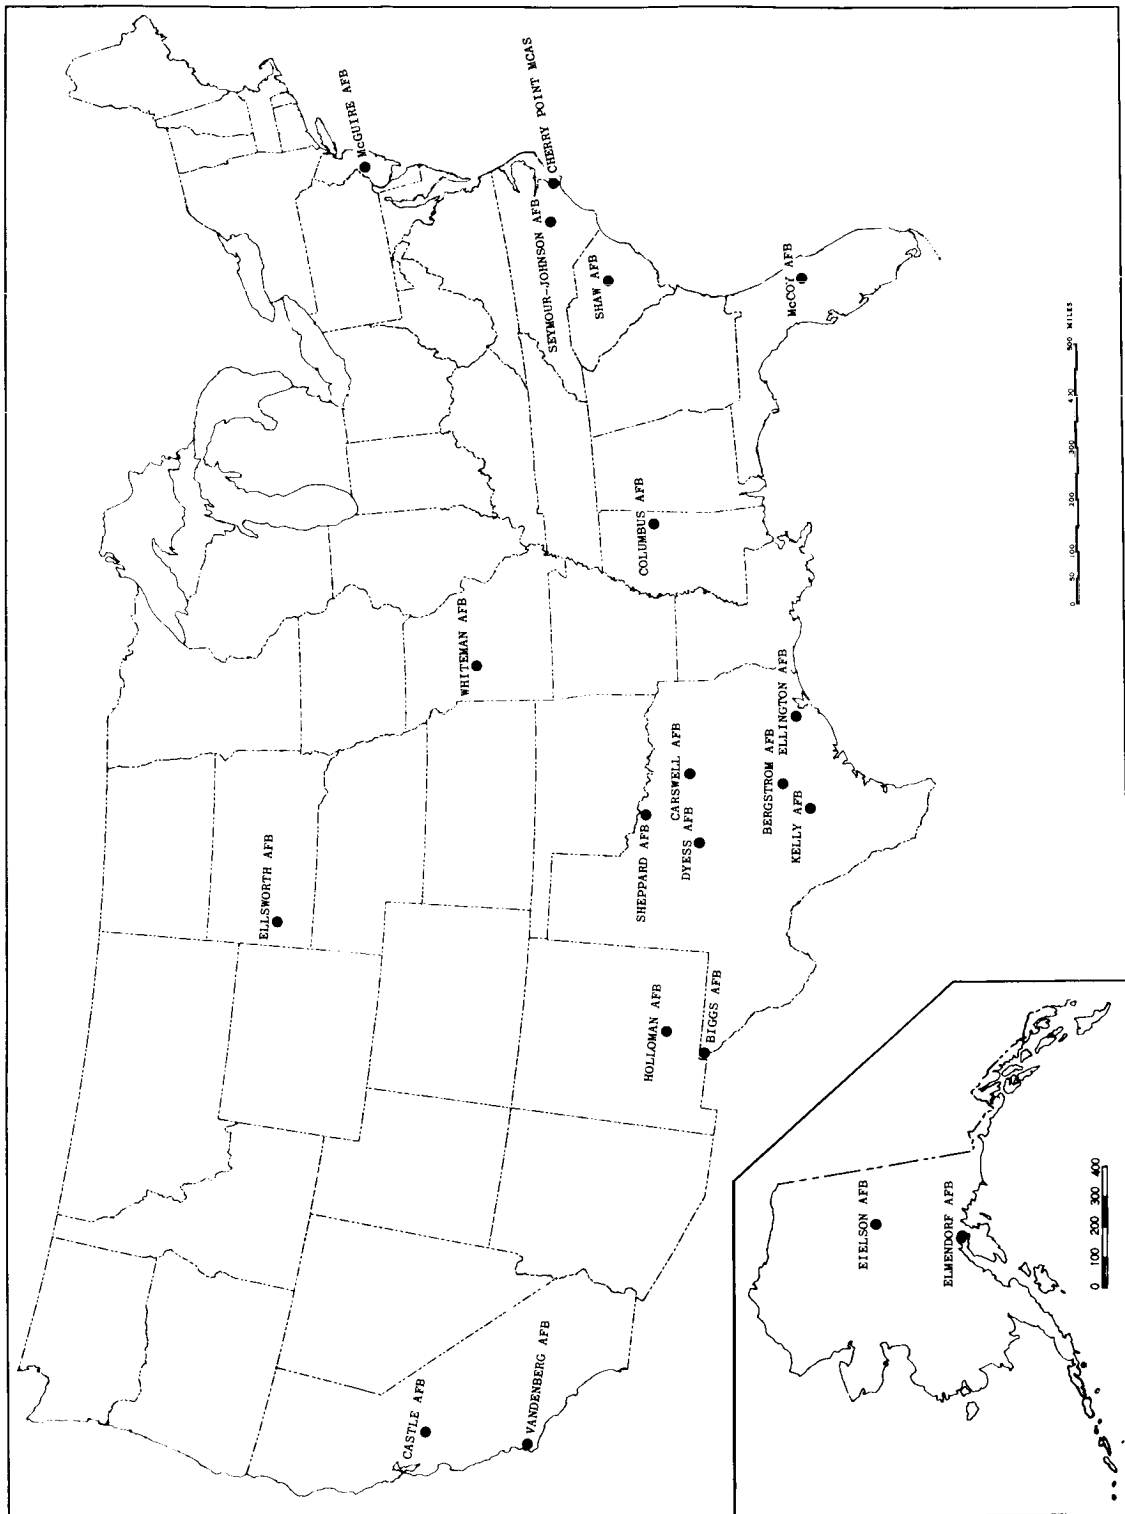 McGUIRE AFB
CHERRY POINT MCAS
SEYMOUR-JOHNSON AFB
SHAW AFB
McCOY AFB
COLUMBUS AFB
WHITEMAN AFB
ELLINGTON AFB
BERGSTROM AFB
KELLY AFB
CARSWELL AFB
DYESS AFB
SHEPPARD AFB
ELLSWORTH AFB
HOLLOMAN AFB
BIGGS AFB
CASTLE AFB
VANDENBERG AFB
0 50 100 200 300 400 500 MILES
EIELSON AFB
ELMENDORF AFB
0 100 200 300 400